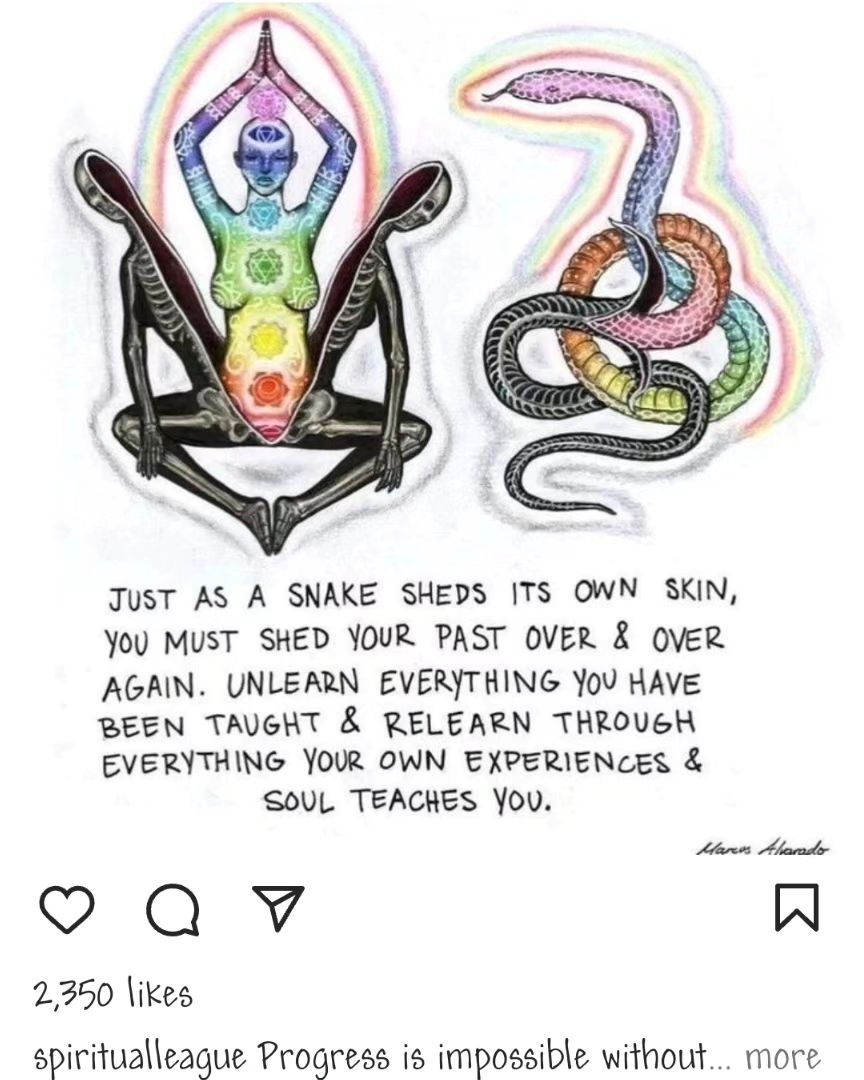 JUST AS A SNAKE SHEDS ITS OWN SKIN,
YOU MUST SHED YOUR PAST OVER & OVER
AGAIN. UNLEARN EVERYTHING YOU HAVE
BEEN TAUGHT & RELEARN THROUGH
EVERYTHING YOUR OWN EXPERIENCES &
SOUL TEACHES YOU.
Marcos Alvarado
2,350 likes
spiritualleague Progress is impossible without... more